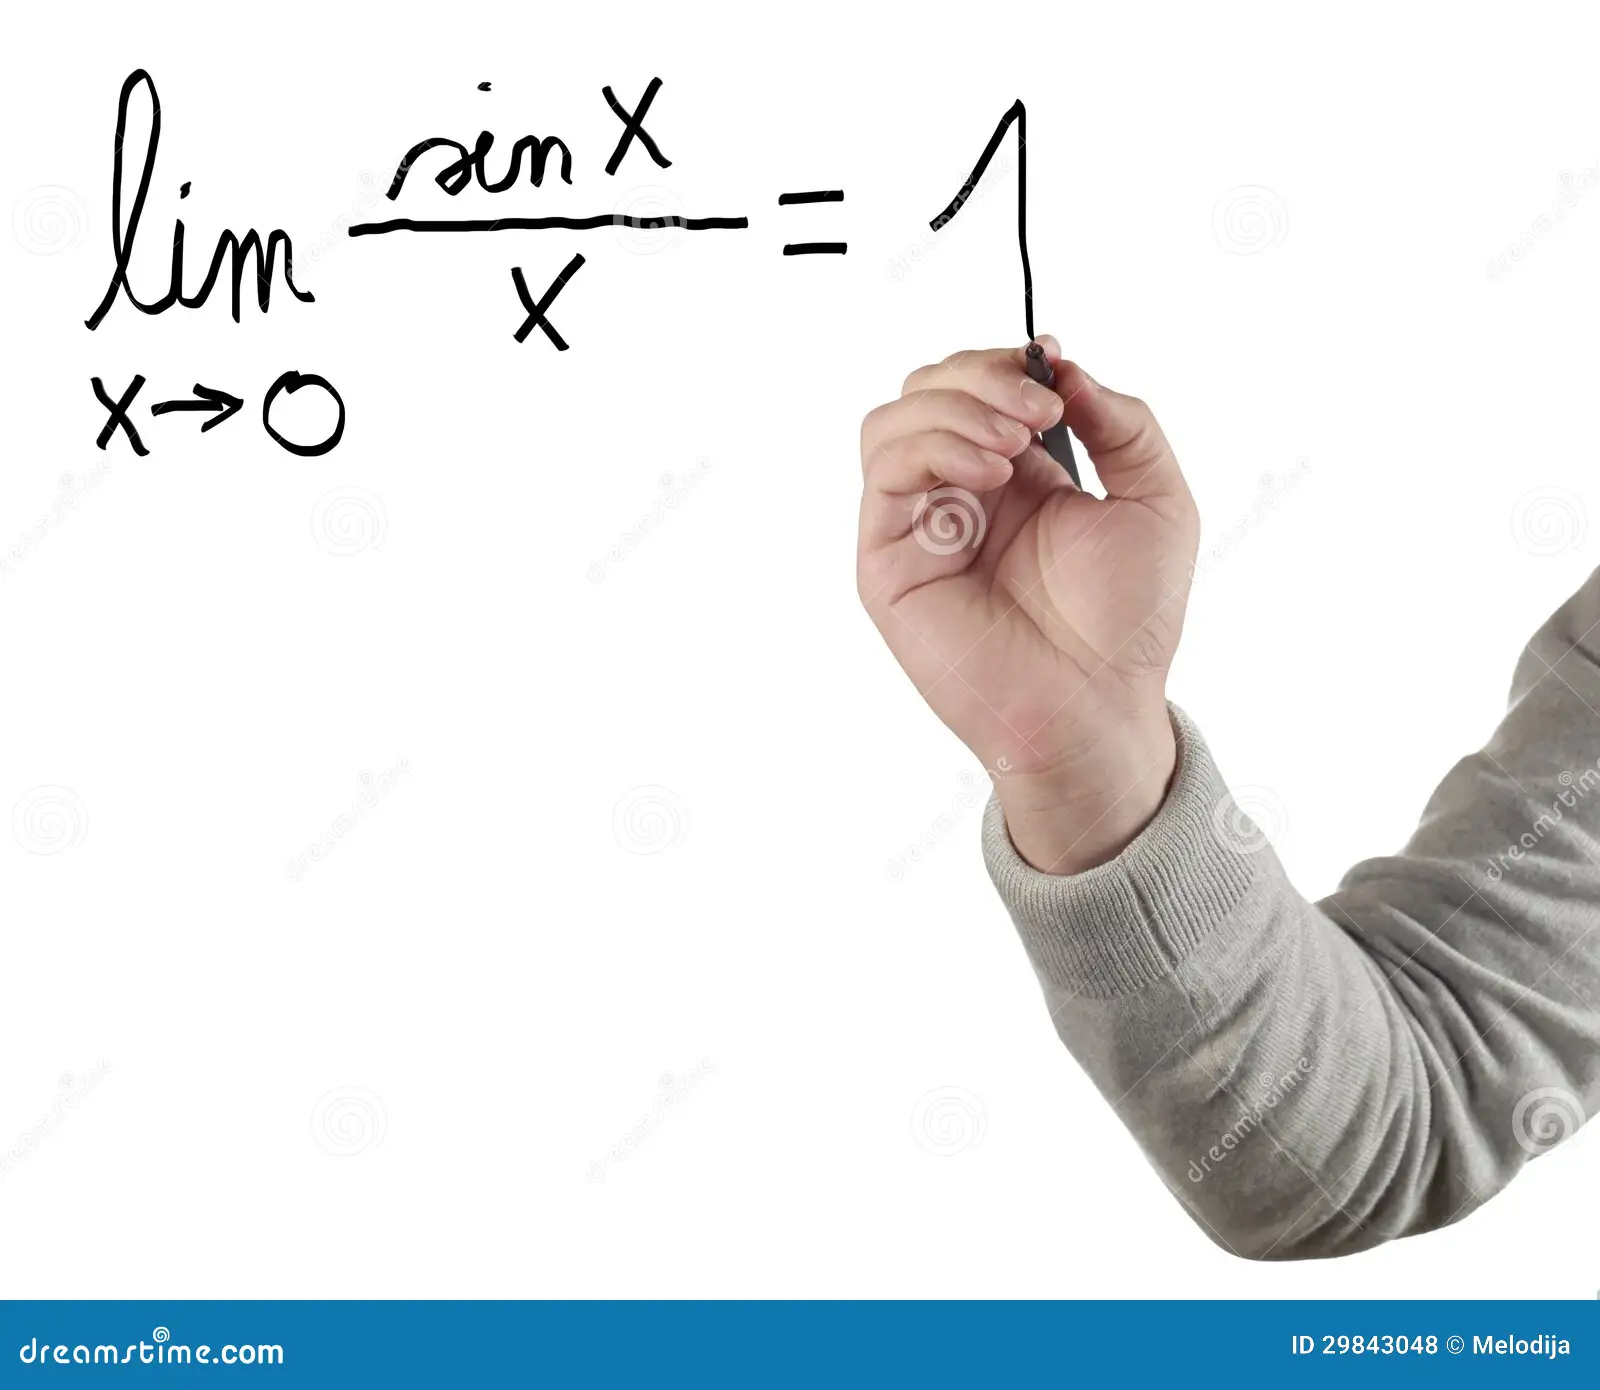 lim sin x / x = 1
x → 0
dreamstime.com
ID 29843048 © Melodija